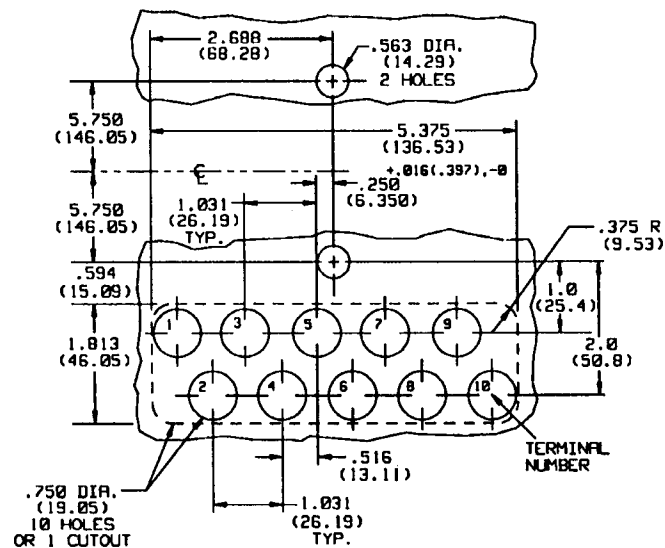 2.688
(68.28)
.563 DIA.
(14.29)
2 HOLES
5.750
(146.05)
5.375
(136.53)
+.016(.397),-0
℄
.250
(6.350)
1.031
(26.19)
TYP.
5.750
(146.05)
.375 R
(9.53)
.594
(15.09)
1.0
(25.4)
1 3 5 7 9
1.813
(46.05)
2.0
(50.8)
2 4 6 8 10
TERMINAL
NUMBER
.516
(13.11)
.750 DIA.
(19.05)
10 HOLES
OR 1 CUTOUT
1.031
(26.19)
TYP.